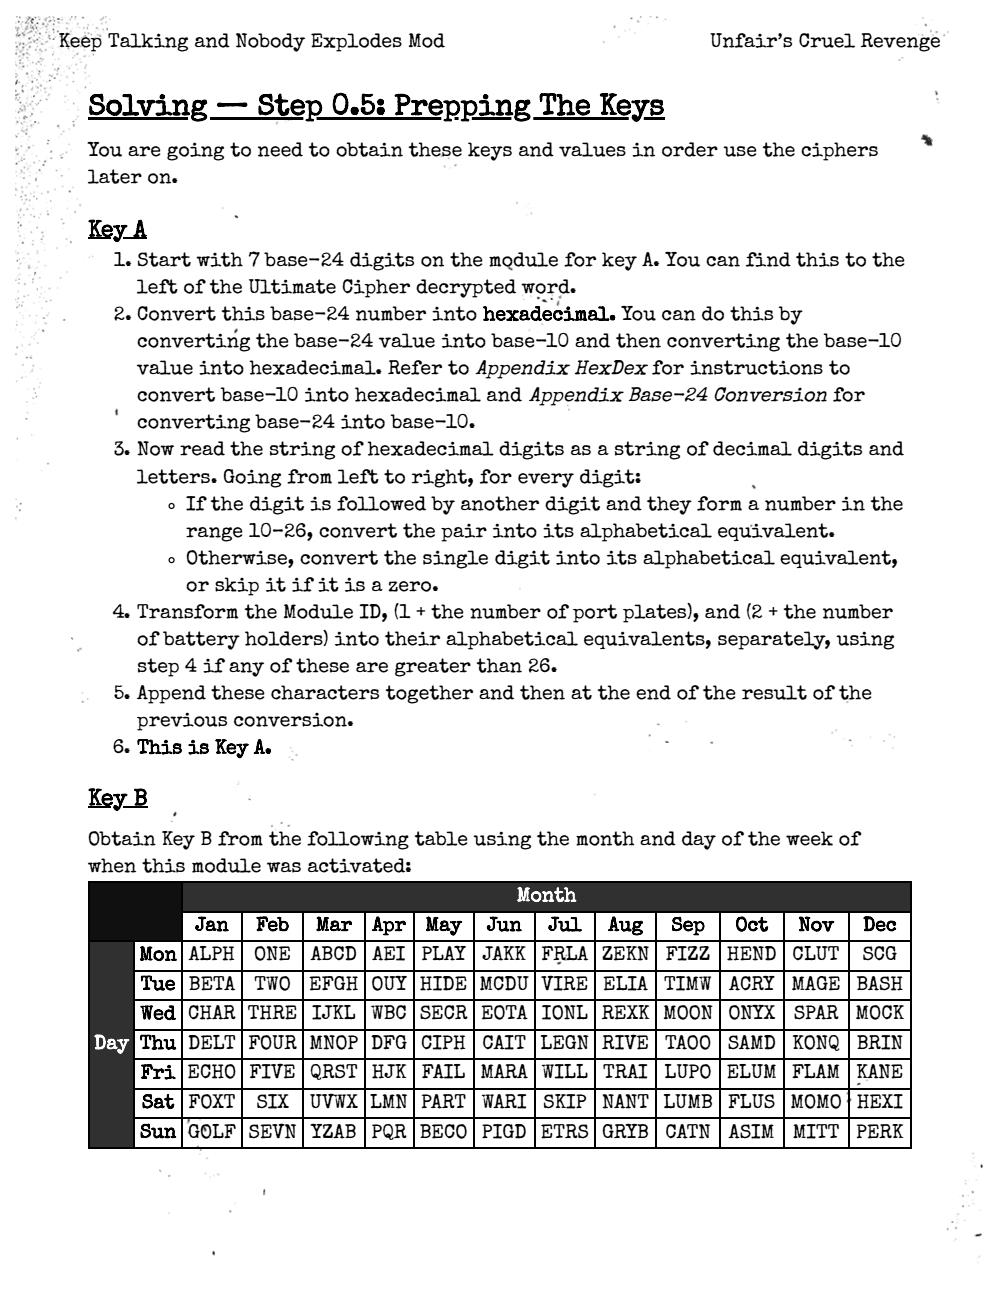 Keep Talking and Nobody Explodes Mod
Unfair's Cruel Revenge
Solving — Step 0.5: Prepping The Keys
You are going to need to obtain these keys and values in order use the ciphers
later on.
Key A
1. Start with 7 base-24 digits on the module for key A. You can find this to the
left of the Ultimate Cipher decrypted word.
2. Convert this base-24 number into hexadecimal. You can do this by
converting the base-24 value into base-10 and then converting the base-10
value into hexadecimal. Refer to Appendix HexDex for instructions to
convert base-10 into hexadecimal and Appendix Base-24 Conversion for
converting base-24 into base-10.
3. Now read the string of hexadecimal digits as a string of decimal digits and
letters. Going from left to right, for every digit:
◦ If the digit is followed by another digit and they form a number in the
range 10-26, convert the pair into its alphabetical equivalent.
◦ Otherwise, convert the single digit into its alphabetical equivalent,
or skip it if it is a zero.
4. Transform the Module ID, (1 + the number of port plates), and (2 + the number
of battery holders) into their alphabetical equivalents, separately, using
step 4 if any of these are greater than 26.
5. Append these characters together and then at the end of the result of the
previous conversion.
6. This is Key A.
Key B
Obtain Key B from the following table using the month and day of the week of
when this module was activated:
Month
Jan Feb Mar Apr May Jun Jul Aug Sep Oct Nov Dec
Mon ALPH ONE ABCD AEI PLAY JAKK FRLA ZEKN FIZZ HEND CLUT SCG
Tue BETA TWO EFGH OUY HIDE MCDU VIRE ELIA TIMW ACRY MAGE BASH
Wed CHAR THRE IJKL WBC SECR EOTA IONL REXK MOON ONYX SPAR MOCK
Day Thu DELT FOUR MNOP DFG CIPH CAIT LEGN RIVE TAOO SAMD KONQ BRIN
Fri ECHO FIVE QRST HJK FAIL MARA WILL TRAI LUPO ELUM FLAM KANE
Sat FOXT SIX UVWX LMN PART WARI SKIP NANT LUMB FLUS MOMO HEXI
Sun GOLF SEVN YZAB PQR BECO PIGD ETRS GRYB CATN ASIM MITT PERK